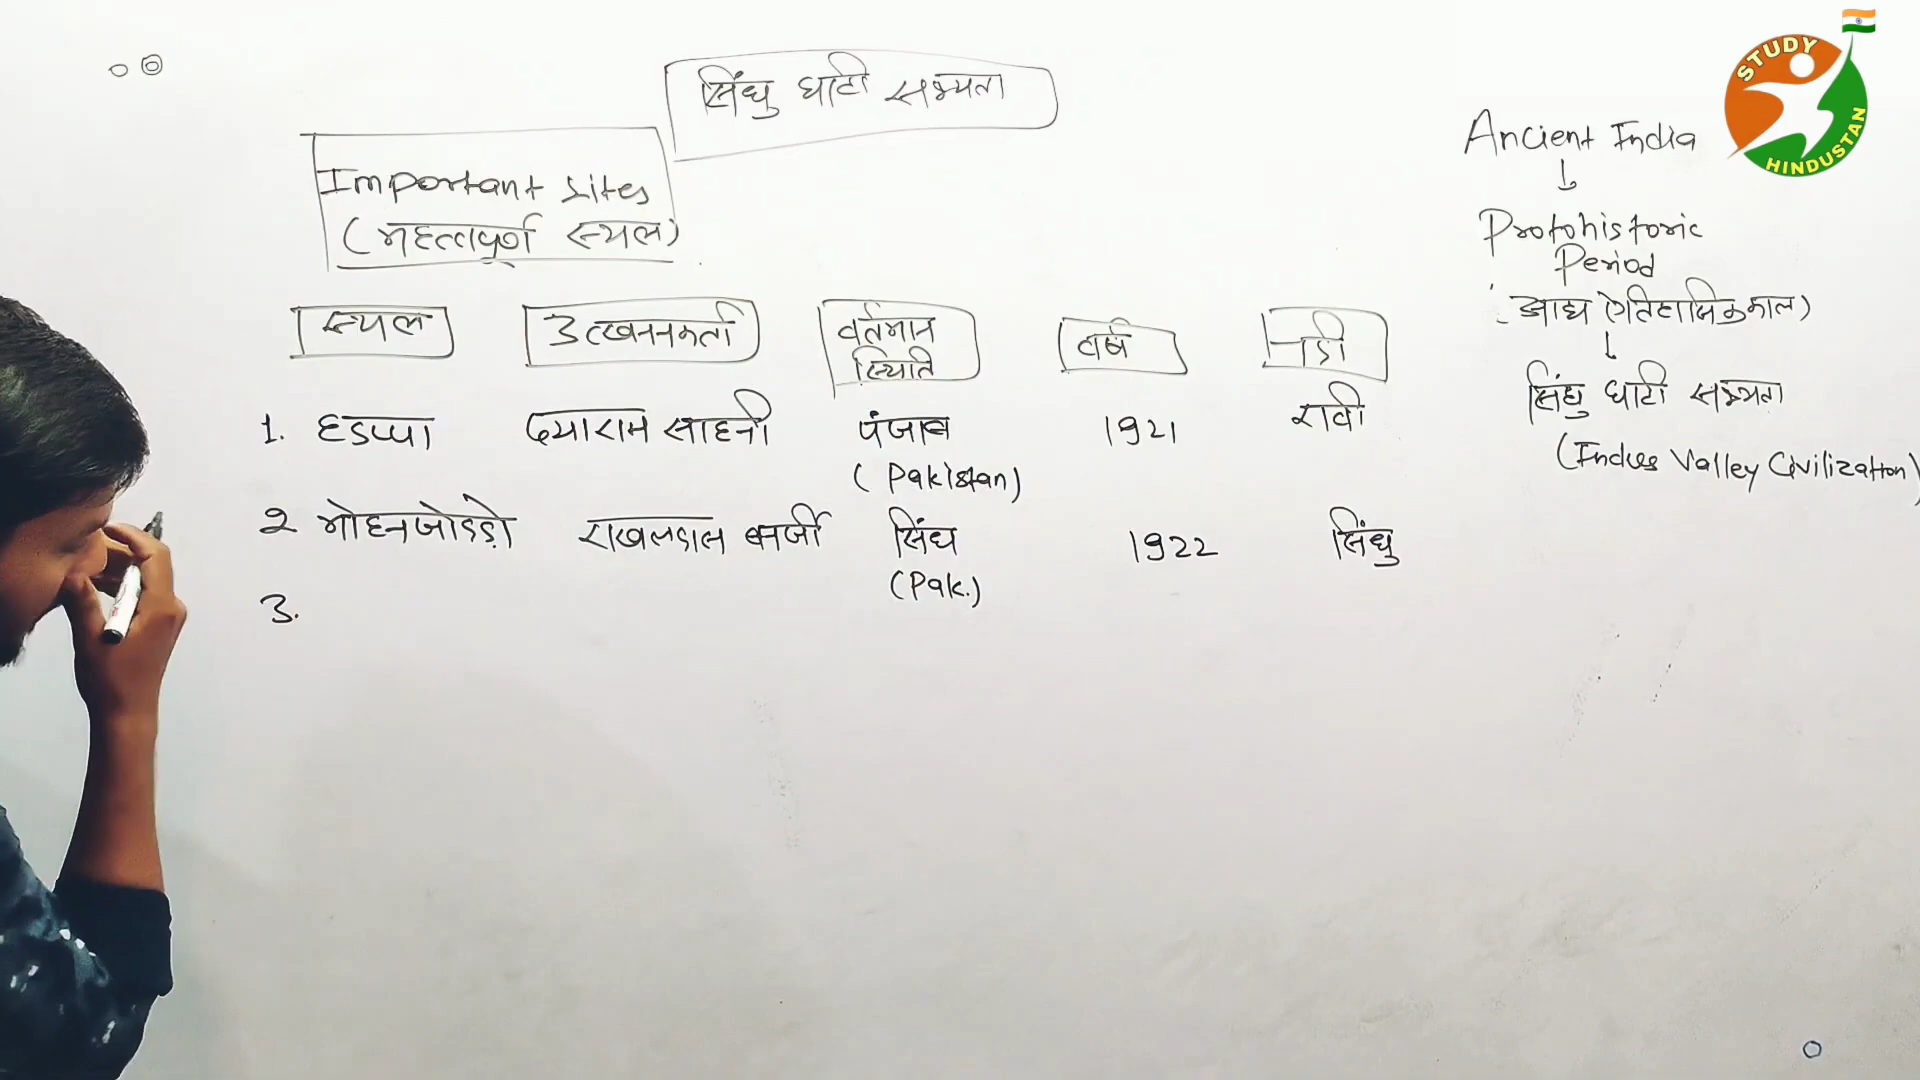 सिंधु घाटी सभ्यता
Important Sites
(महत्वपूर्ण स्थल)
स्थल उत्खननकर्ता वर्तमान स्थिति वर्ष नदी
1. हडप्पा दयाराम साहनी पंजाब (Pakistan) 1921 रावी
2 मोहनजोदड़ो राखलदास बनर्जी सिंध (Pak.) 1922 सिंधु
3.
Ancient India
Protohistoric
Period
आद्य ऐतिहासिक काल)
सिंधु घाटी सभ्यता
(Indus Valley Civilization)
STUDY
HINDUSTAN